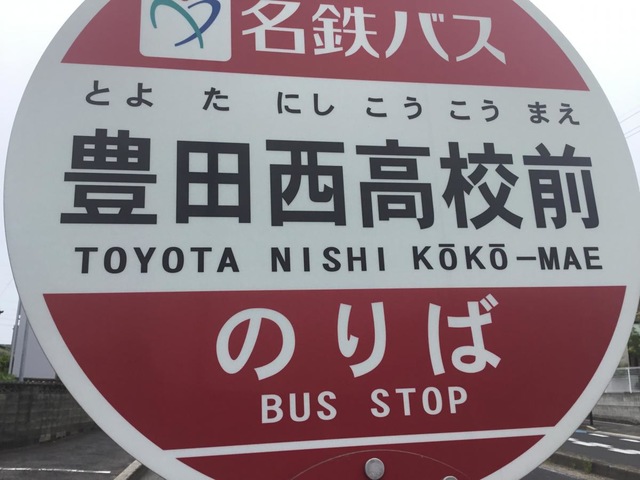 名鉄バス
とよ た にし こう こう まえ
豊田西高校前
TOYOTA NISHI KŌKŌ-MAE
のりば
BUS STOP